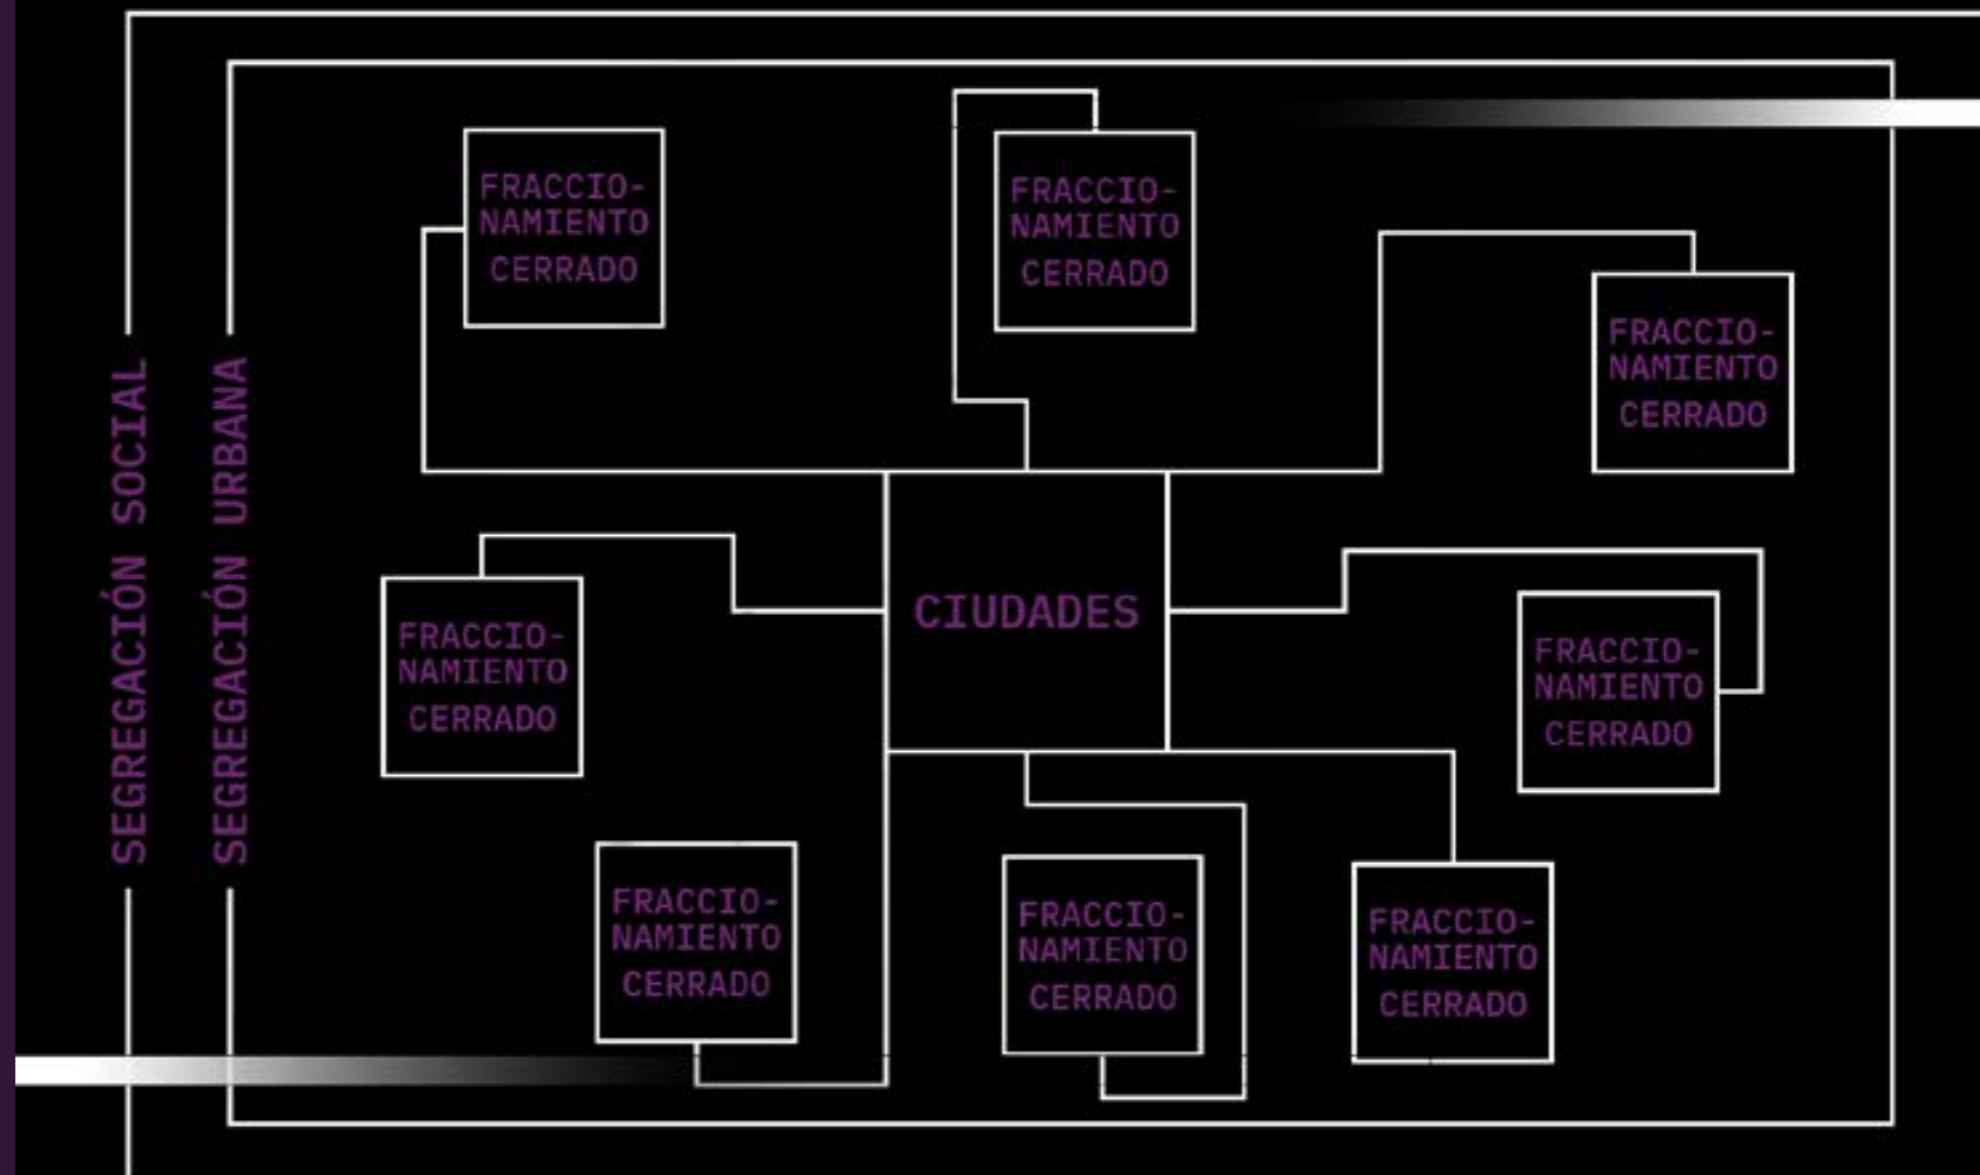 SEGREGACIÓN SOCIAL
SEGREGACIÓN URBANA
FRACCIO-
NAMIENTO
CERRADO
FRACCIO-
NAMIENTO
CERRADO
FRACCIO-
NAMIENTO
CERRADO
FRACCIO-
NAMIENTO
CERRADO
CIUDADES
FRACCIO-
NAMIENTO
CERRADO
FRACCIO-
NAMIENTO
CERRADO
FRACCIO-
NAMIENTO
CERRADO
FRACCIO-
NAMIENTO
CERRADO